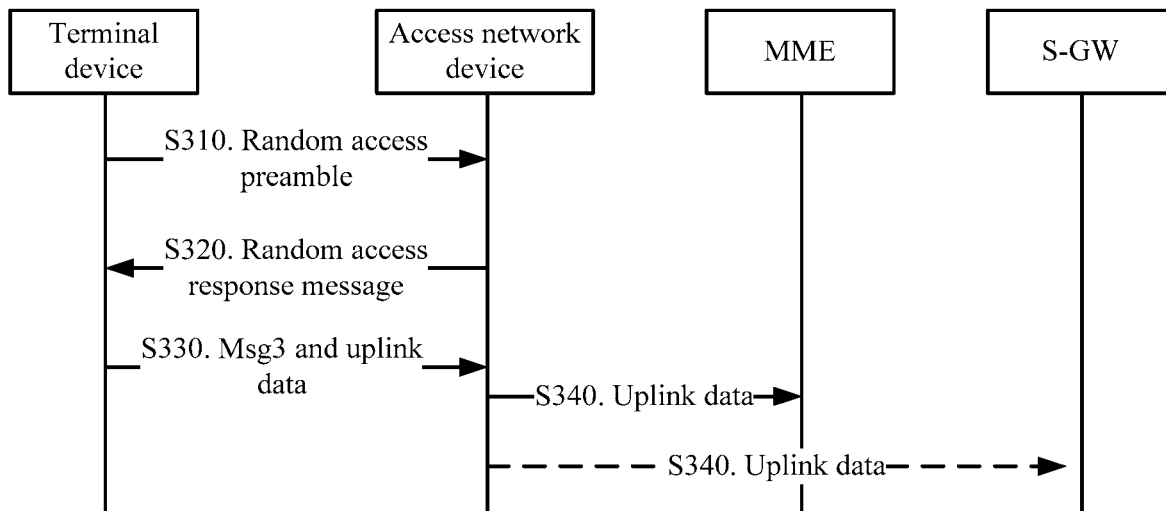 Terminal
device
Access network
device
MME
S-GW
S310. Random access
preamble
S320. Random access
response message
S330. Msg3 and uplink
data
S340. Uplink data
S340. Uplink data